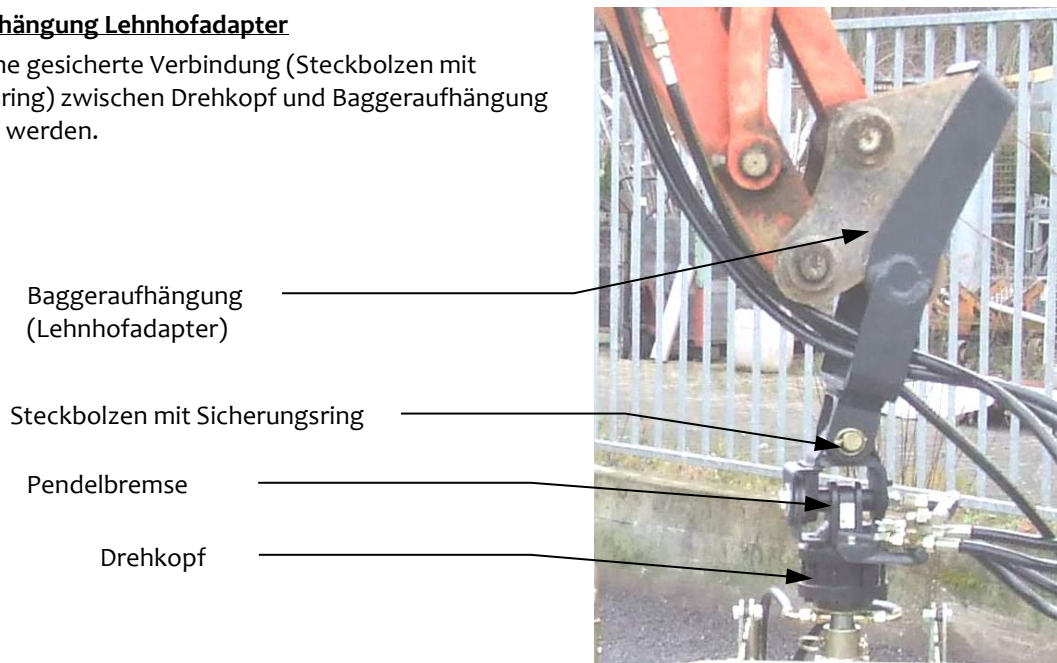 hängung Lehnhofadapter
ne gesicherte Verbindung (Steckbolzen mit
sring) zwischen Drehkopf und Baggeraufhängung
werden.
Baggeraufhängung
(Lehnhofadapter)
Steckbolzen mit Sicherungsring
Pendelbremse
Drehkopf